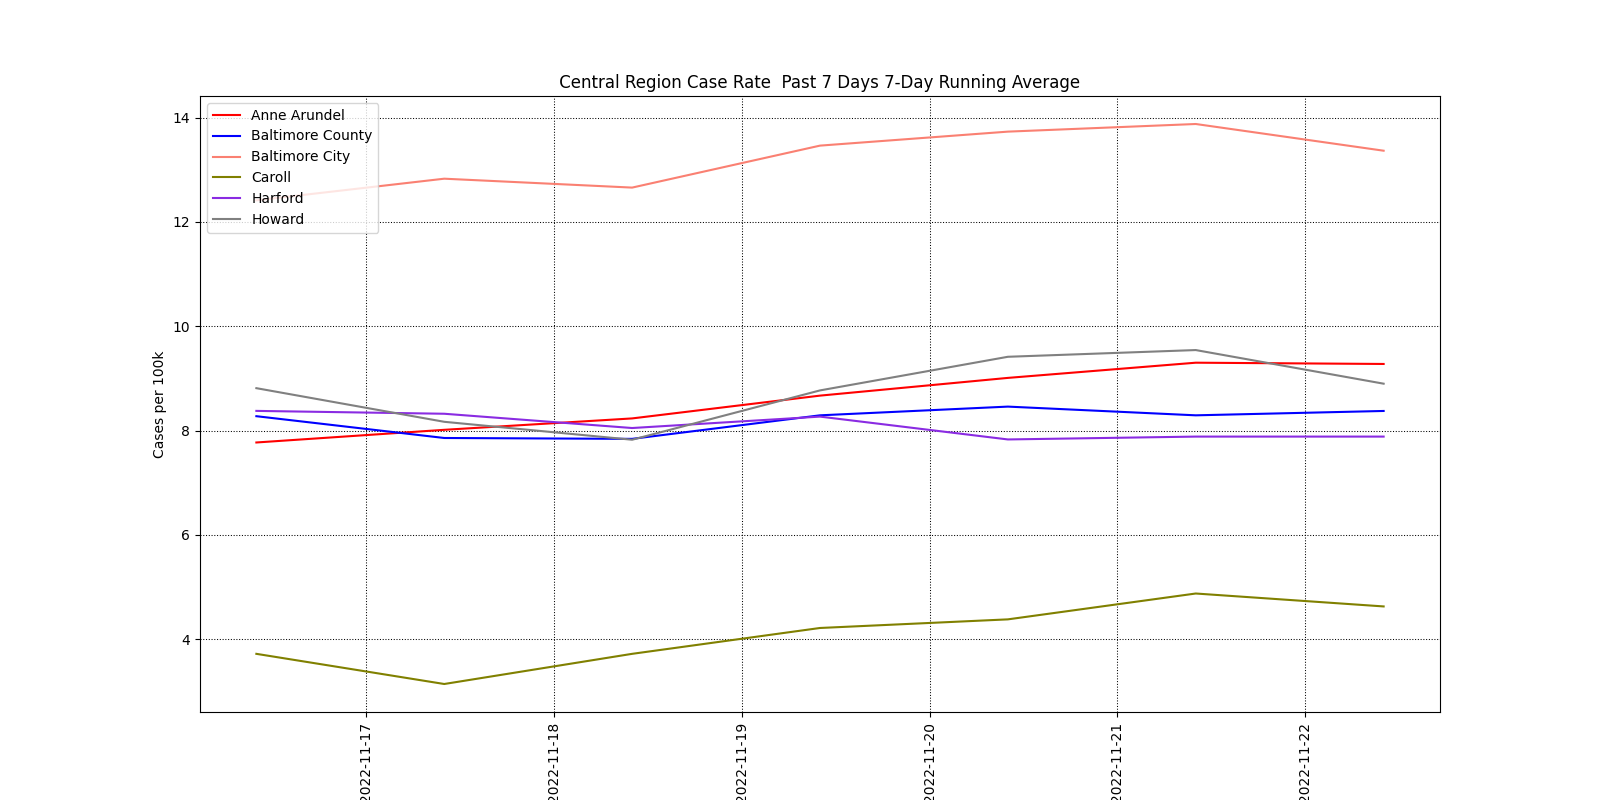 Central Region Case Rate  Past 7 Days 7-Day Running Average
14
12
10
8
6
4
Cases per 100k
Anne Arundel
Baltimore County
Baltimore City
Caroll
Harford
Howard
2022-11-17
2022-11-18
2022-11-19
2022-11-20
2022-11-21
2022-11-22